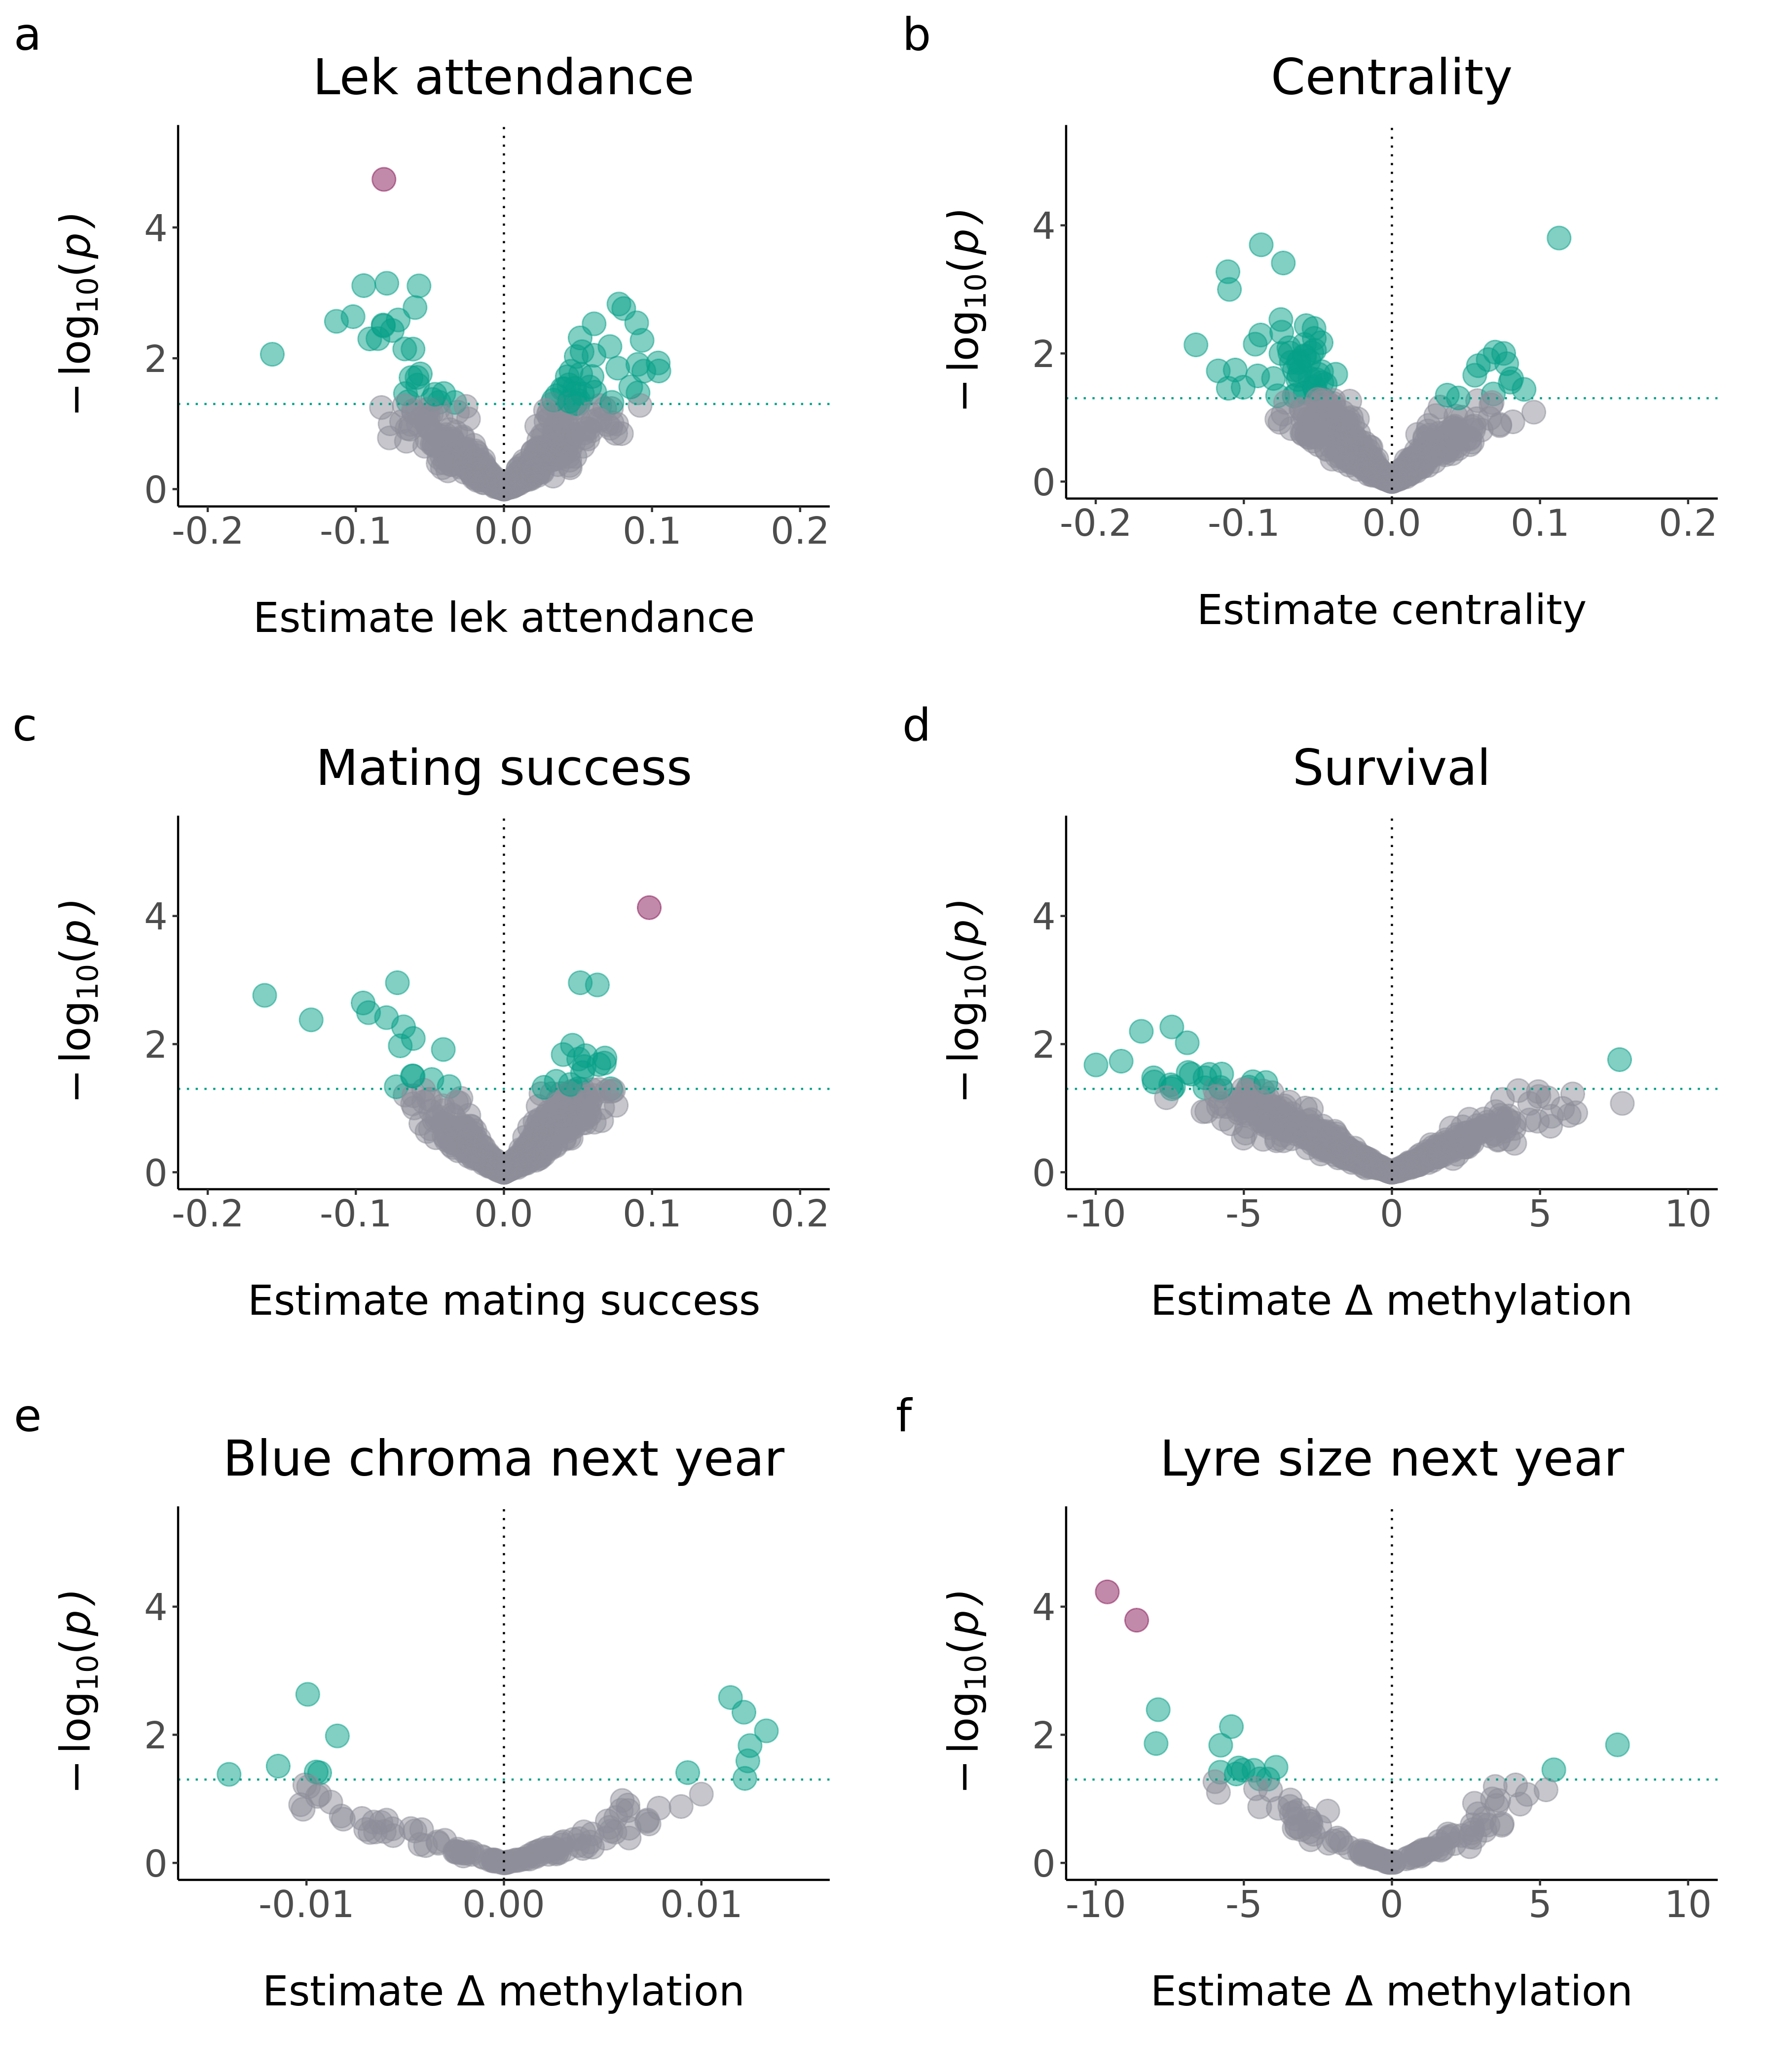 a
Lek attendance
− log10(p)
4
2
0
-0.2 -0.1 0.0 0.1 0.2
Estimate lek attendance
b
Centrality
− log10(p)
4
2
0
-0.2 -0.1 0.0 0.1 0.2
Estimate centrality
c
Mating success
− log10(p)
4
2
0
-0.2 -0.1 0.0 0.1 0.2
Estimate mating success
d
Survival
− log10(p)
4
2
0
-10 -5 0 5 10
Estimate Δ methylation
e
Blue chroma next year
− log10(p)
4
2
0
-0.01 0.00 0.01
Estimate Δ methylation
f
Lyre size next year
− log10(p)
4
2
0
-10 -5 0 5 10
Estimate Δ methylation